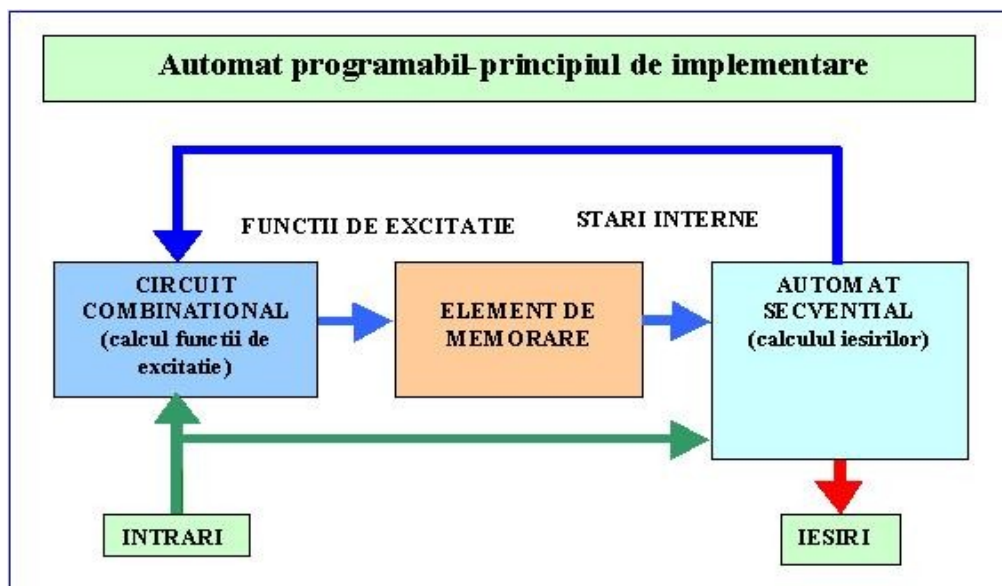 Automat programabil-principiul de implementare
FUNCTII DE EXCITATIE
STARI INTERNE
CIRCUIT
COMBINATIONAL
(calcul functii de
excitatie)
ELEMENT DE
MEMORARE
AUTOMAT
SECVENTIAL
(calculul iesirilor)
INTRARI
IESIRI